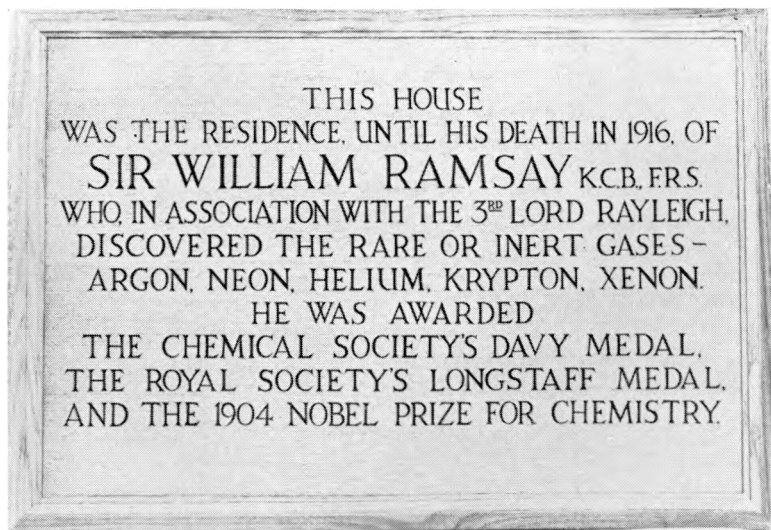 THIS HOUSE
WAS THE RESIDENCE, UNTIL HIS DEATH IN 1916, OF
SIR WILLIAM RAMSAY K.C.B., F.R.S.
WHO, IN ASSOCIATION WITH THE 3RD LORD RAYLEIGH,
DISCOVERED THE RARE OR INERT GASES–
ARGON, NEON, HELIUM, KRYPTON, XENON.
HE WAS AWARDED
THE CHEMICAL SOCIETY'S DAVY MEDAL,
THE ROYAL SOCIETY'S LONGSTAFF MEDAL,
AND THE 1904 NOBEL PRIZE FOR CHEMISTRY.